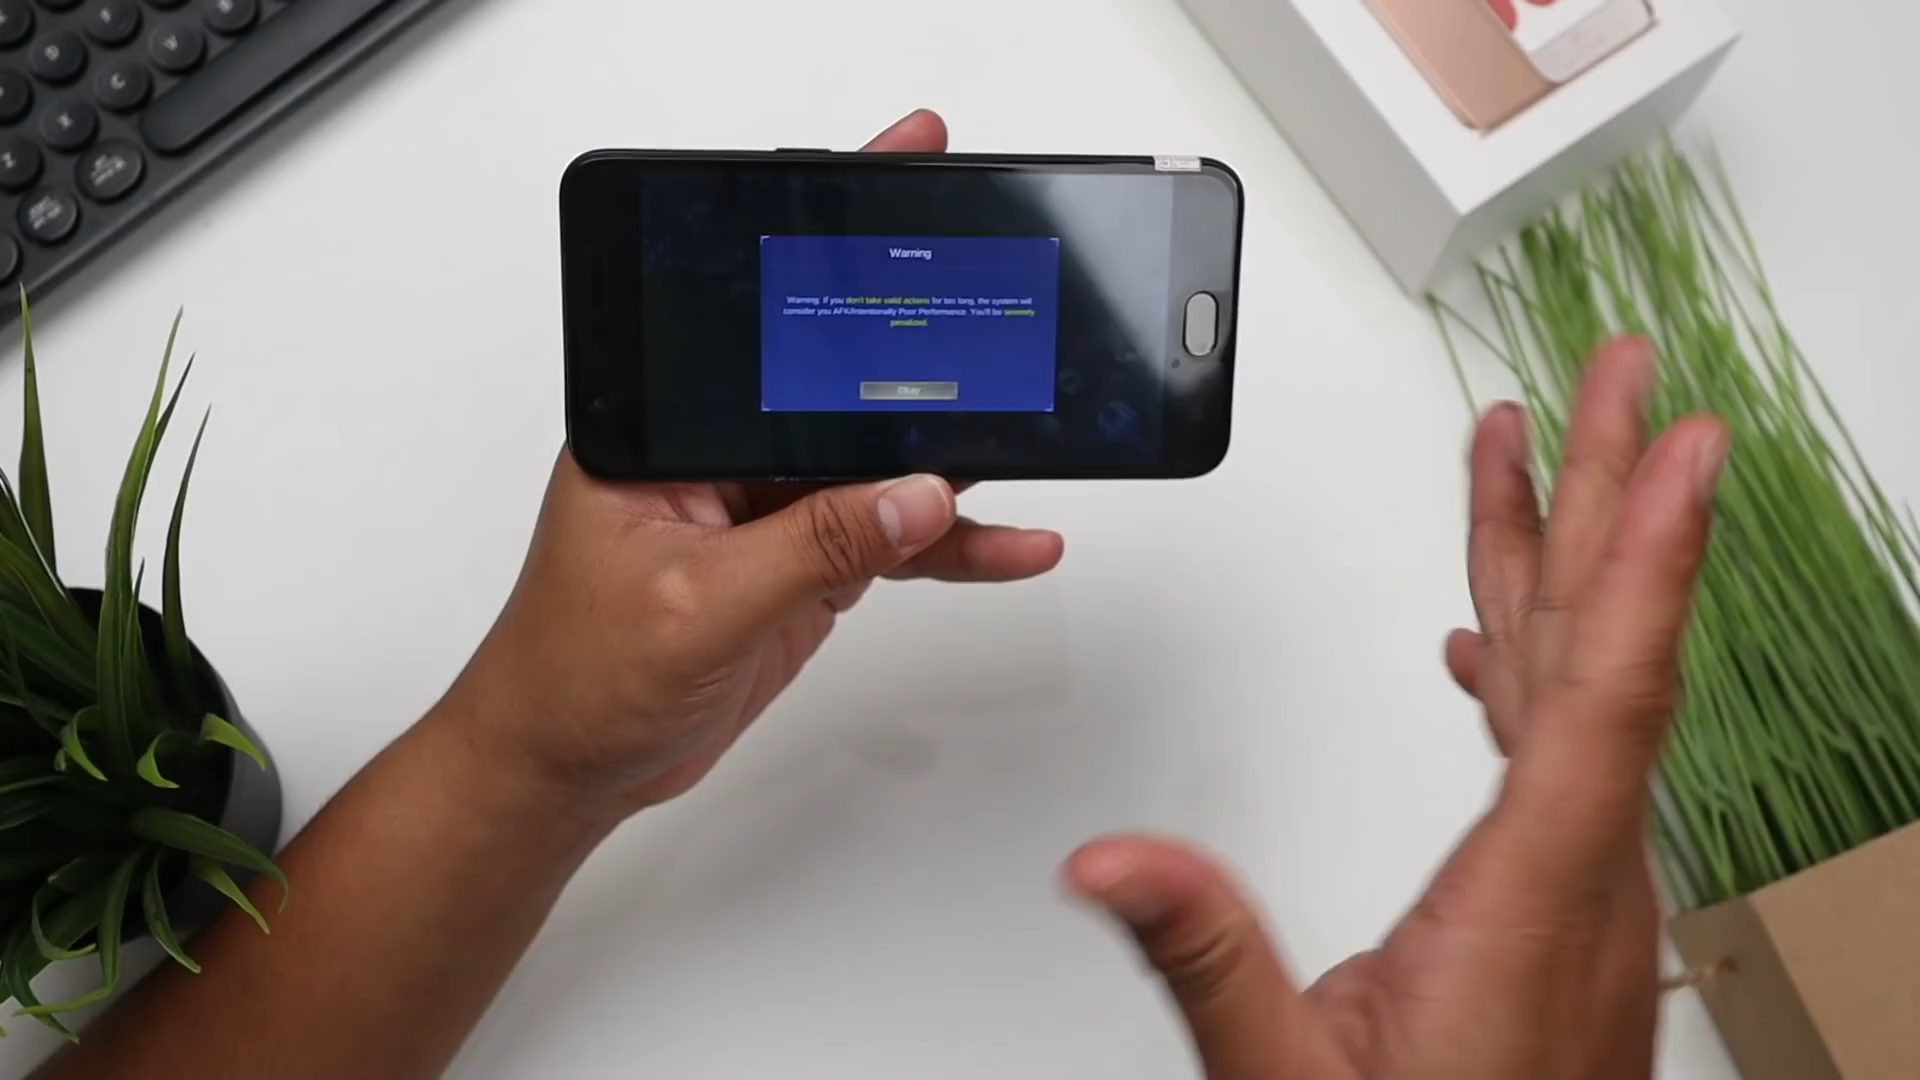 Warning
Warning: If you don't take valid actions for too long, the system will
consider you AFK/Intentionally Poor Performance. You'll be severely
penalized.
Okay
D
W
C
X
Z